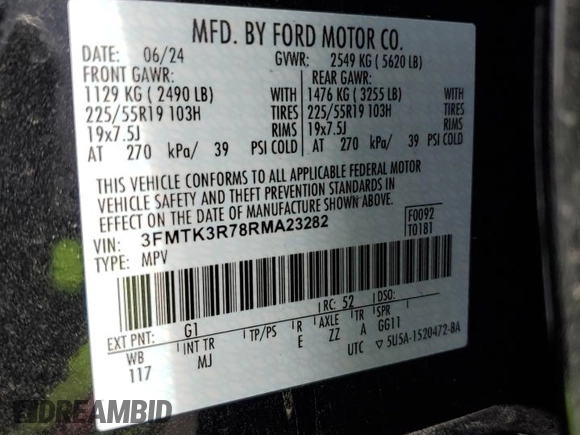 MFD. BY FORD MOTOR CO.
DATE: 06/24 GVWR: 2549 KG ( 5620 LB)
FRONT GAWR: REAR GAWR:
1129 KG ( 2490 LB) WITH 1476 KG ( 3255 LB) WITH
225/55R19 103H TIRES 225/55R19 103H TIRES
19x7.5J RIMS 19x7.5J RIMS
AT 270 kPa/ 39 PSI COLD AT 270 kPa/ 39 PSI COLD
THIS VEHICLE CONFORMS TO ALL APPLICABLE FEDERAL MOTOR
VEHICLE SAFETY AND THEFT PREVENTION STANDARDS IN
EFFECT ON THE DATE OF MANUFACTURE SHOWN ABOVE.
VIN: 3FMTK3R78RMA23282 F0092
TYPE: MPV T0181
EXT PNT: G1 RC: 52 DSO:
WB INT TR TP/PS R AXLE TR SPR
117 MJ E ZZ A GG11
UTC ▽5U5A-1520472-BA
DREAMBID